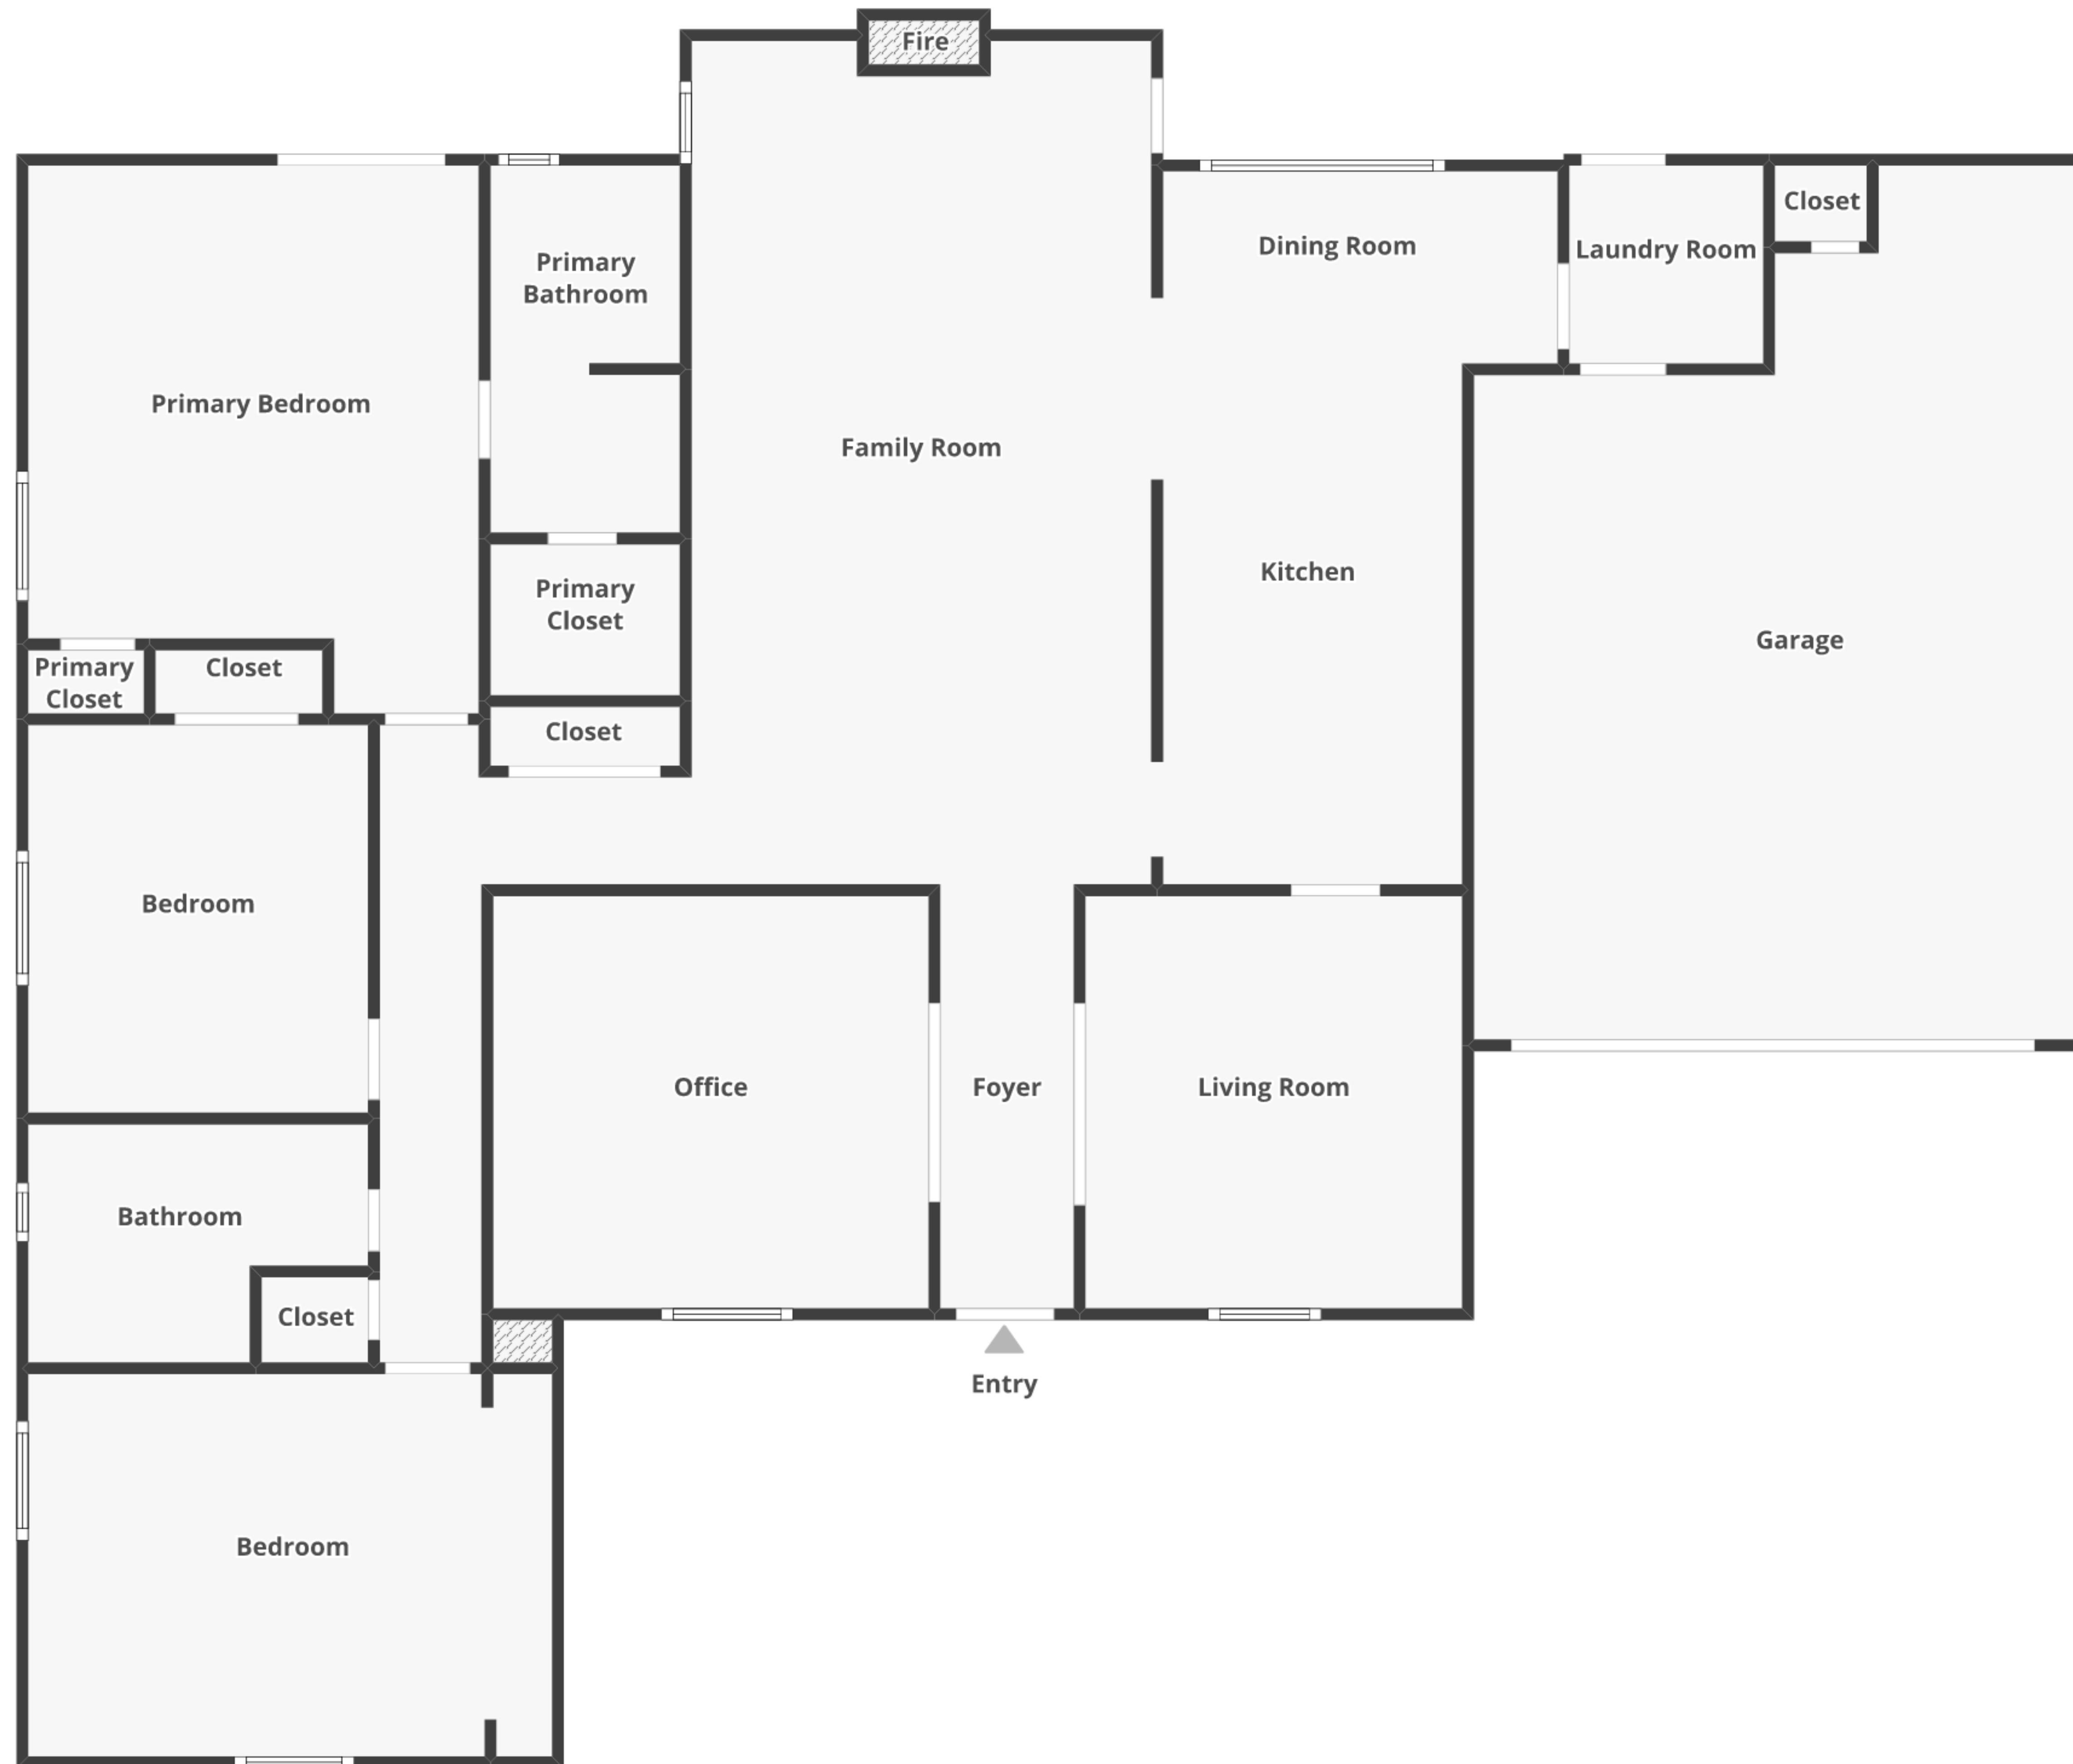 Fire
Closet
Dining Room
Laundry Room
Primary
Bathroom
Primary Bedroom
Family Room
Kitchen
Primary
Closet
Garage
Primary
Closet
Closet
Closet
Bedroom
Office
Foyer
Living Room
Bathroom
Closet
Entry
Bedroom